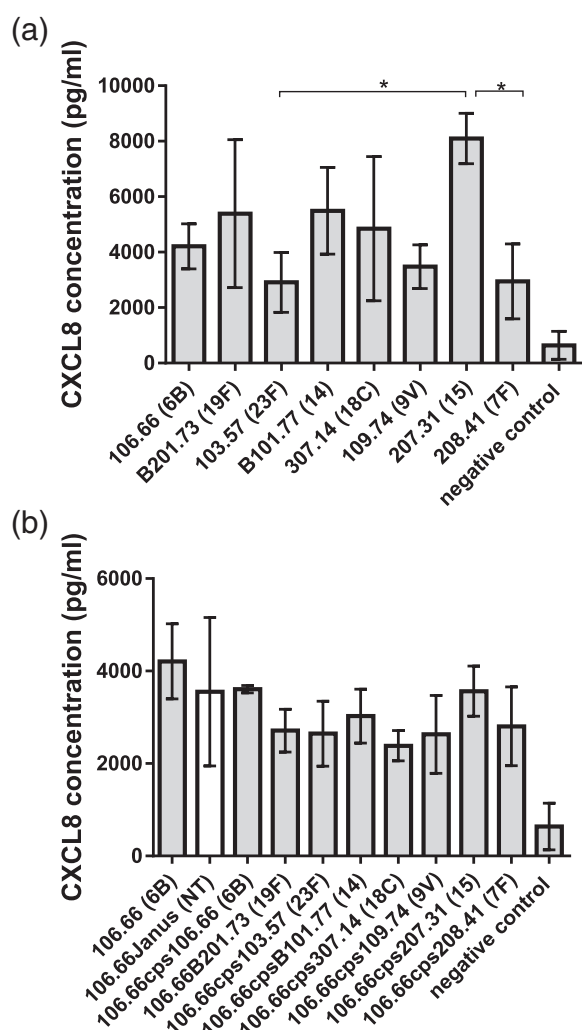 (a)
CXCL8 concentration (pg/ml)
10000
8000
6000
4000
2000
0
*
*
106.66 (6B)
B201.73 (19F)
103.57 (23F)
B101.77 (14)
307.14 (18C)
109.74 (9V)
207.31 (15)
208.41 (7F)
negative control
(b)
CXCL8 concentration (pg/ml)
6000
4000
2000
0
106.66 (6B)
106.66Janus (NT)
106.66cps106.66 (6B)
106.66B201.73 (19F)
106.66cps103.57 (23F)
106.66cpsB101.77 (14)
106.66cps307.14 (18C)
106.66cps109.74 (9V)
106.66cps207.31 (15)
106.66cps208.41 (7F)
negative control